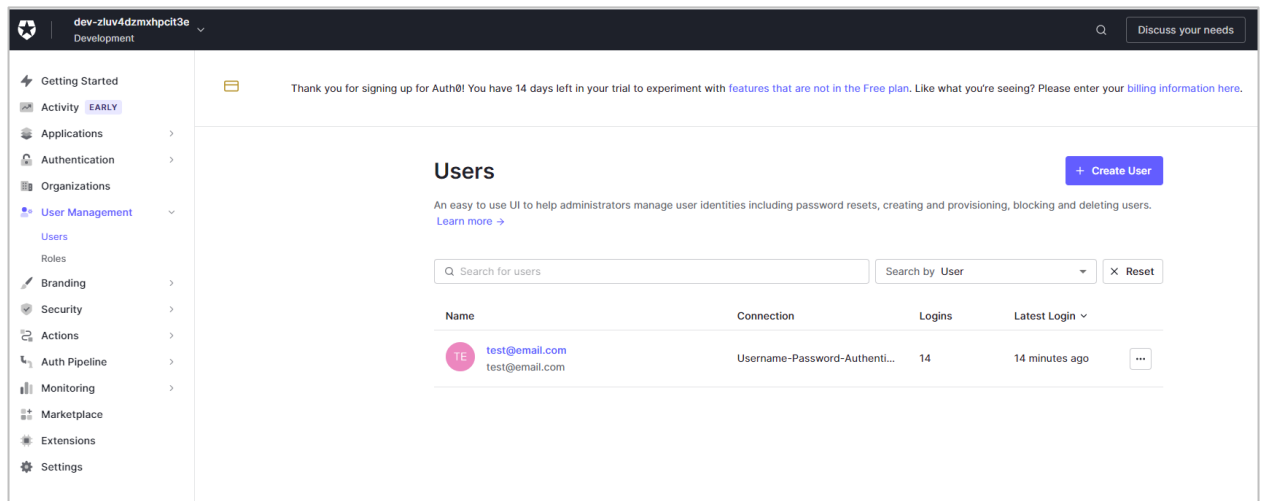 dev-zluv4dzmxhpcit3e
Development
Discuss your needs
Getting Started
Activity EARLY
Applications
Authentication
Organizations
User Management
Users
Roles
Branding
Security
Actions
Auth Pipeline
Monitoring
Marketplace
Extensions
Settings
Thank you for signing up for Auth0! You have 14 days left in your trial to experiment with features that are not in the Free plan. Like what you're seeing? Please enter your billing information here.
Users
+ Create User
An easy to use UI to help administrators manage user identities including password resets, creating and provisioning, blocking and deleting users.
Learn more →
Search for users
Search by User
Reset
Name Connection Logins Latest Login
TE
test@email.com
test@email.com
Username-Password-Authenti... 14 14 minutes ago ...